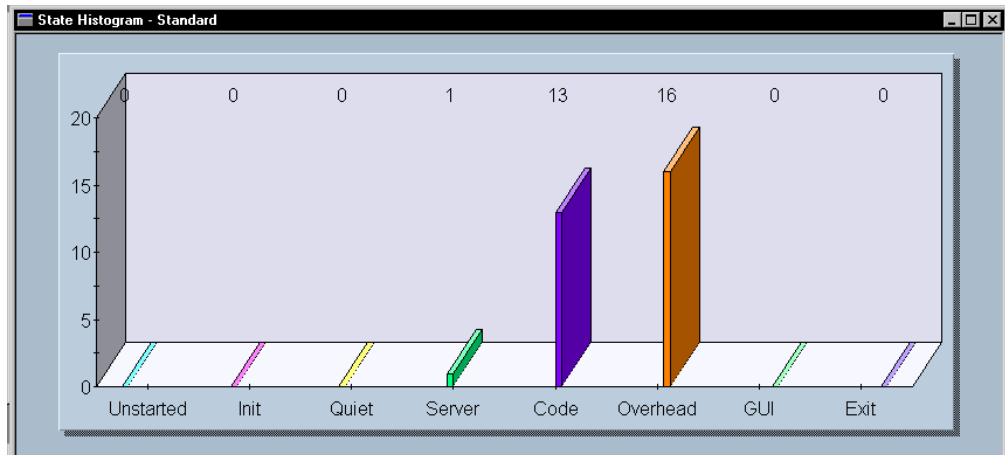 State Histogram - Standard
0 0 0 1 13 16 0 0
20
15
10
5
0
Unstarted Init Quiet Server Code Overhead GUI Exit